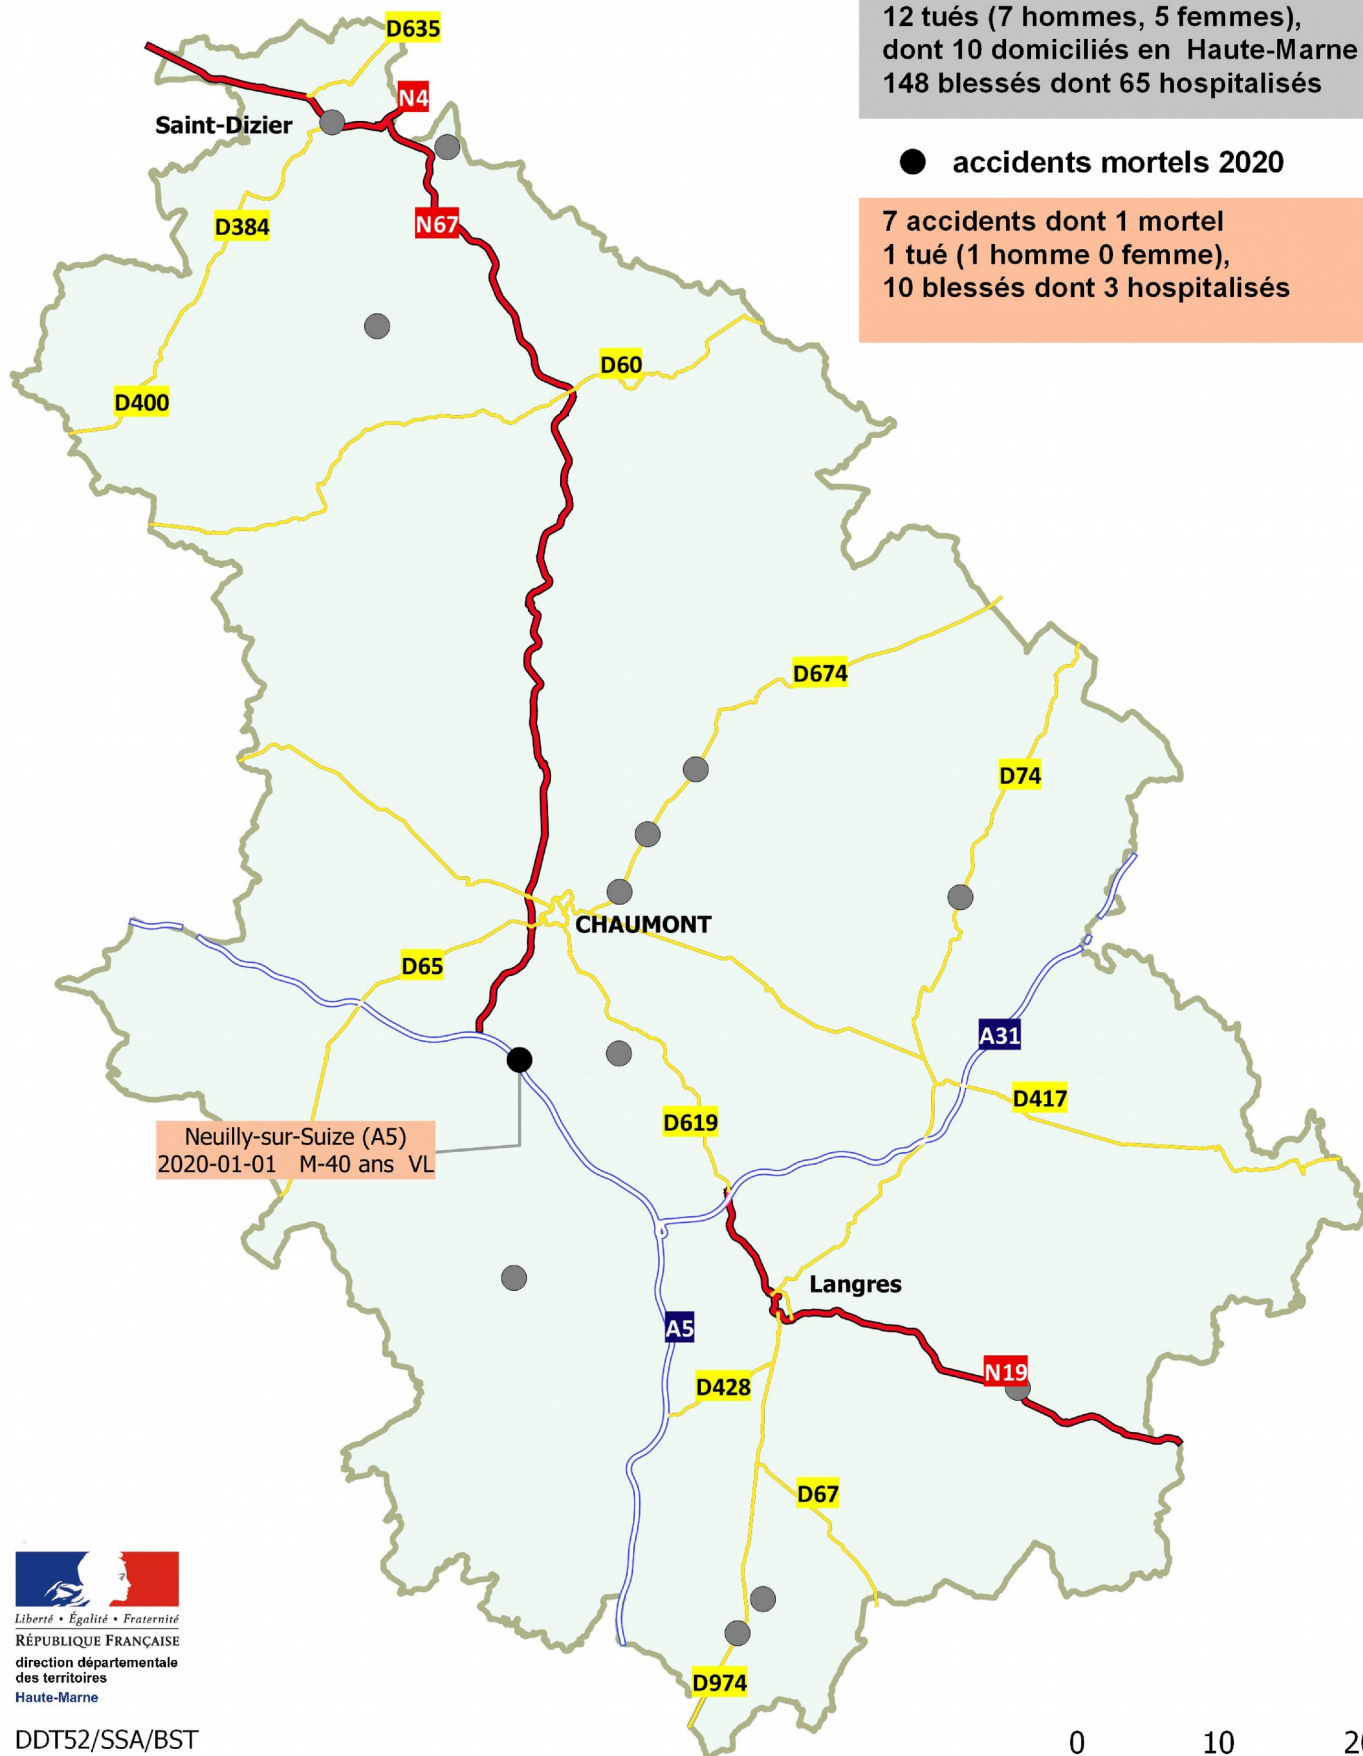 12 tués (7 hommes, 5 femmes),
dont 10 domiciliés en Haute-Marne
148 blessés dont 65 hospitalisés
accidents mortels 2020
7 accidents dont 1 mortel
1 tué (1 homme 0 femme),
10 blessés dont 3 hospitalisés
D635
N4
Saint-Dizier
N67
D384
D60
D400
D674
D74
CHAUMONT
D65
A31
D417
D619
Neuilly-sur-Suize (A5)
2020-01-01 M-40 ans VL
Langres
A5
N19
D428
D67
D974
Liberté • Égalité • Fraternité
RÉPUBLIQUE FRANÇAISE
direction départementale
des territoires
Haute-Marne
DDT52/SSA/BST
0 10